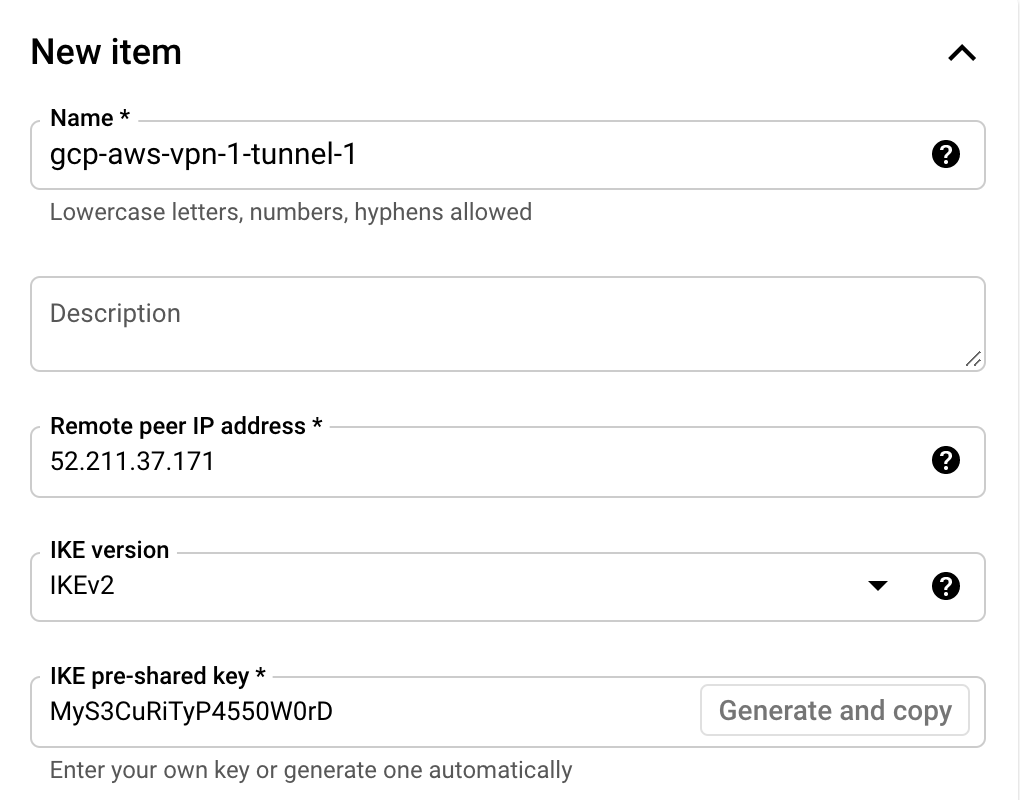 New item
Name *
gcp-aws-vpn-1-tunnel-1
Lowercase letters, numbers, hyphens allowed
Description
Remote peer IP address *
52.211.37.171
IKE version
IKEv2
IKE pre-shared key *
MyS3CuRiTyP4550W0rD
Generate and copy
Enter your own key or generate one automatically